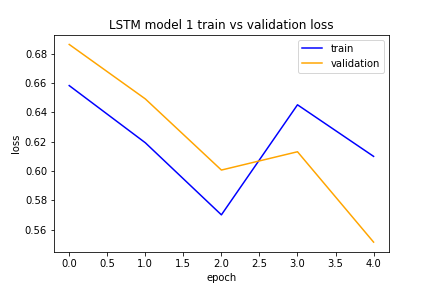 LSTM model 1 train vs validation loss
train
validation
loss
0.68
0.66
0.64
0.62
0.60
0.58
0.56
0.0 0.5 1.0 1.5 2.0 2.5 3.0 3.5 4.0
epoch